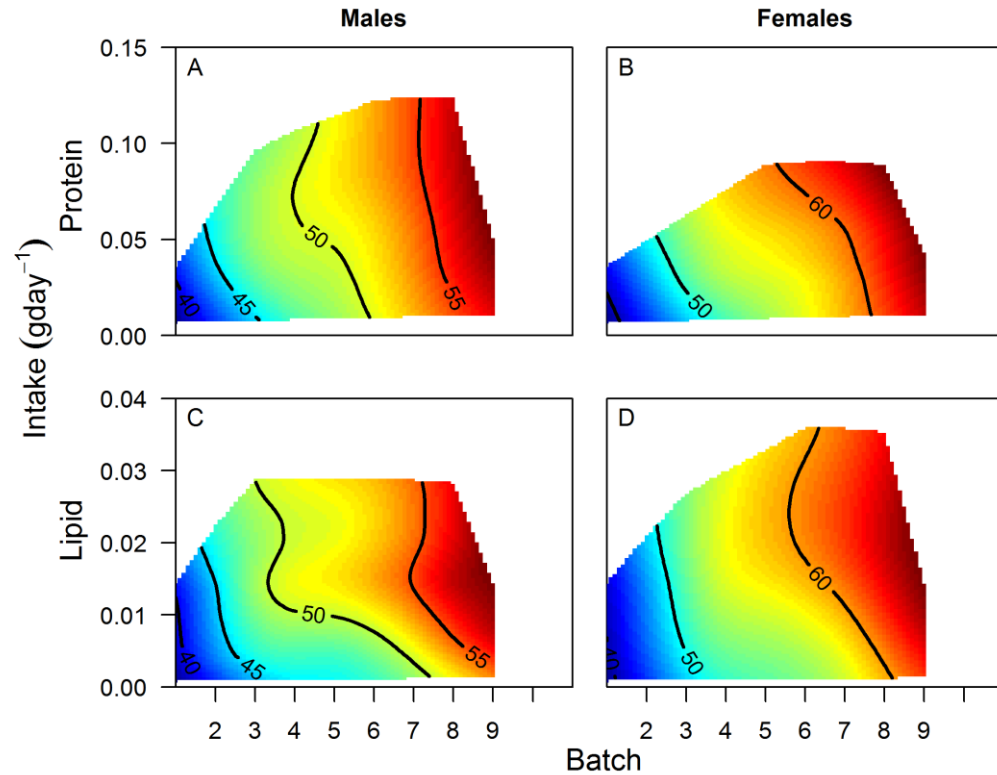 Males Females
A B
0.15
0.10
0.05
0.00
Protein
40 45 50 55
50 60
Intake (gday⁻¹)
C D
0.04
0.03
0.02
0.01
0.00
Lipid
40 45 50 55
40 50 60
2 3 4 5 6 7 8 9 2 3 4 5 6 7 8 9
Batch